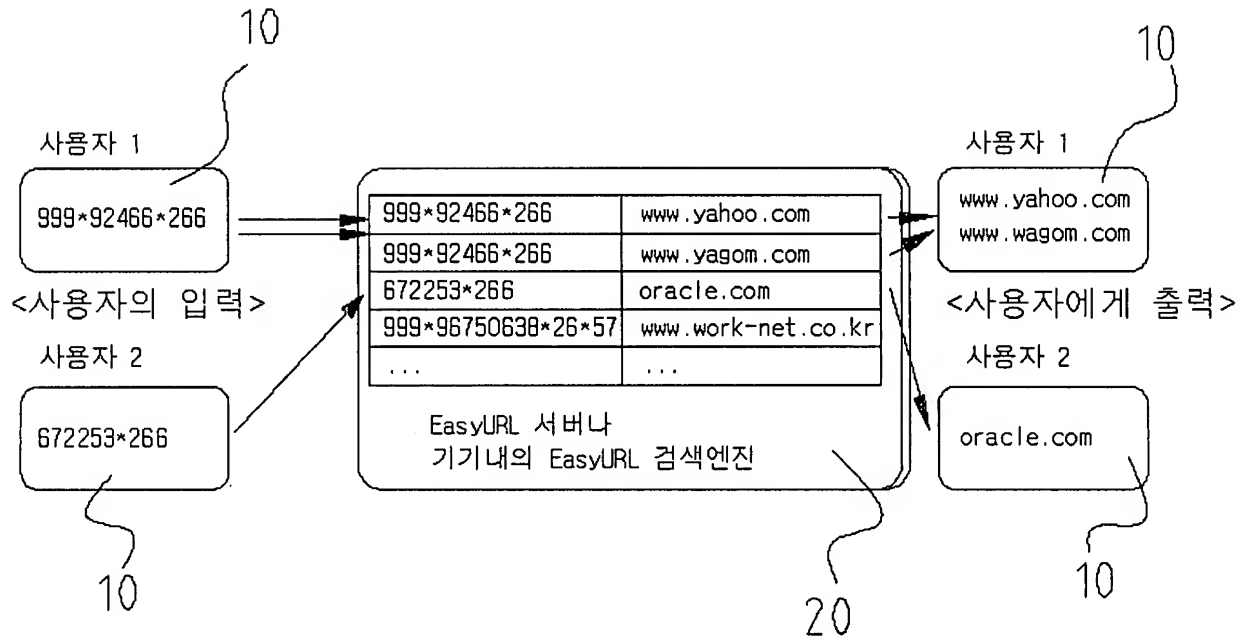 10
10
사용자 1
사용자 1
999*92466*266
999*92466*266 www.yahoo.com
www.yahoo.com
www.wagom.com
999*92466*266 www.yagom.com
672253*266 oracle.com
<사용자의 입력>
<사용자에게 출력>
999*96750638*26*57 www.work-net.co.kr
사용자 2
사용자 2
... ...
672253*266
oracle.com
EasyURL 서버나
기기내의 EasyURL 검색엔진
10
20
10